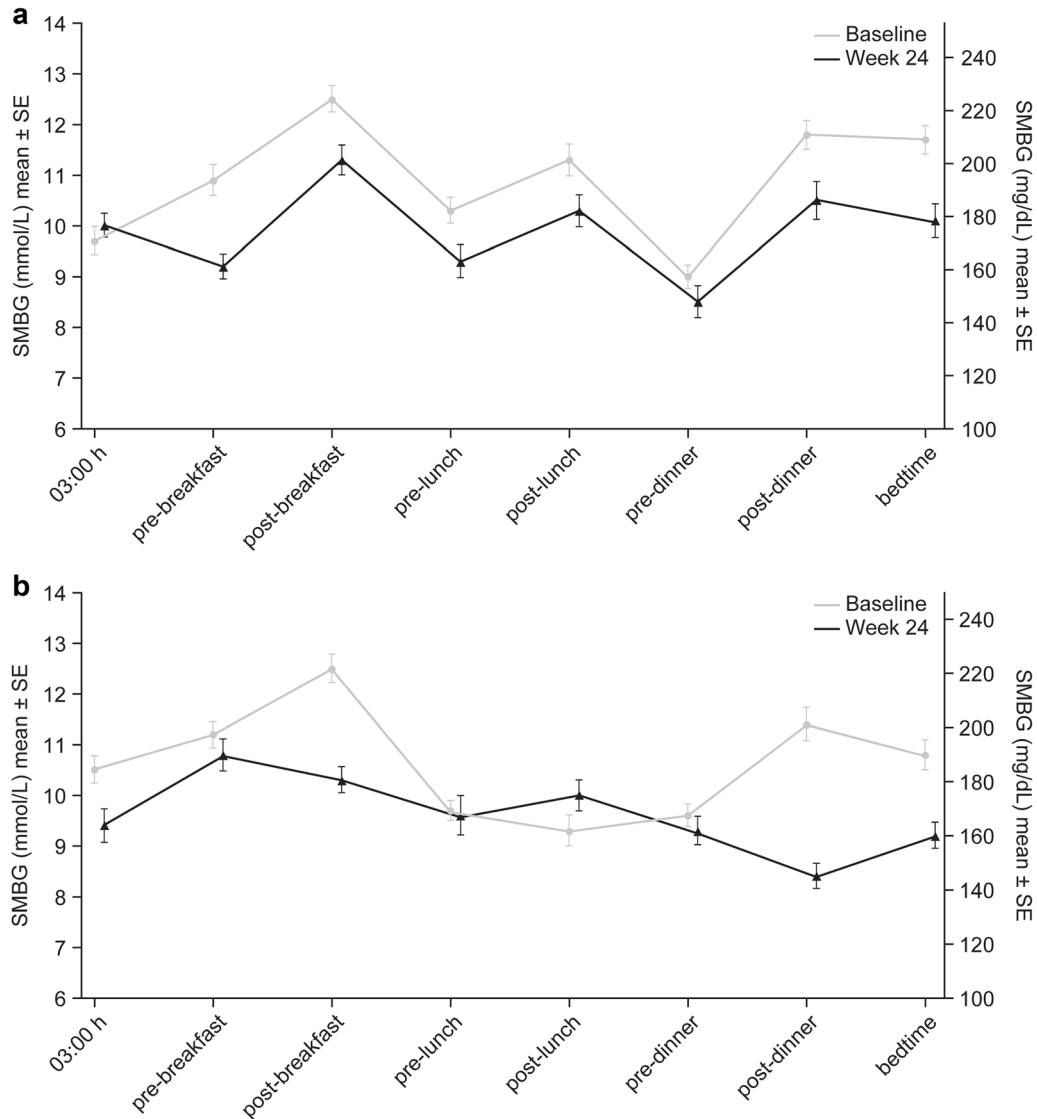 a
Baseline
Week 24
SMBG (mmol/L) mean ± SE
14
13
12
11
10
9
8
7
6
SMBG (mg/dL) mean ± SE
240
220
200
180
160
140
120
100
03:00 h
pre-breakfast
post-breakfast
pre-lunch
post-lunch
pre-dinner
post-dinner
bedtime
b
Baseline
Week 24
SMBG (mmol/L) mean ± SE
14
13
12
11
10
9
8
7
6
SMBG (mg/dL) mean ± SE
240
220
200
180
160
140
120
100
03:00 h
pre-breakfast
post-breakfast
pre-lunch
post-lunch
pre-dinner
post-dinner
bedtime